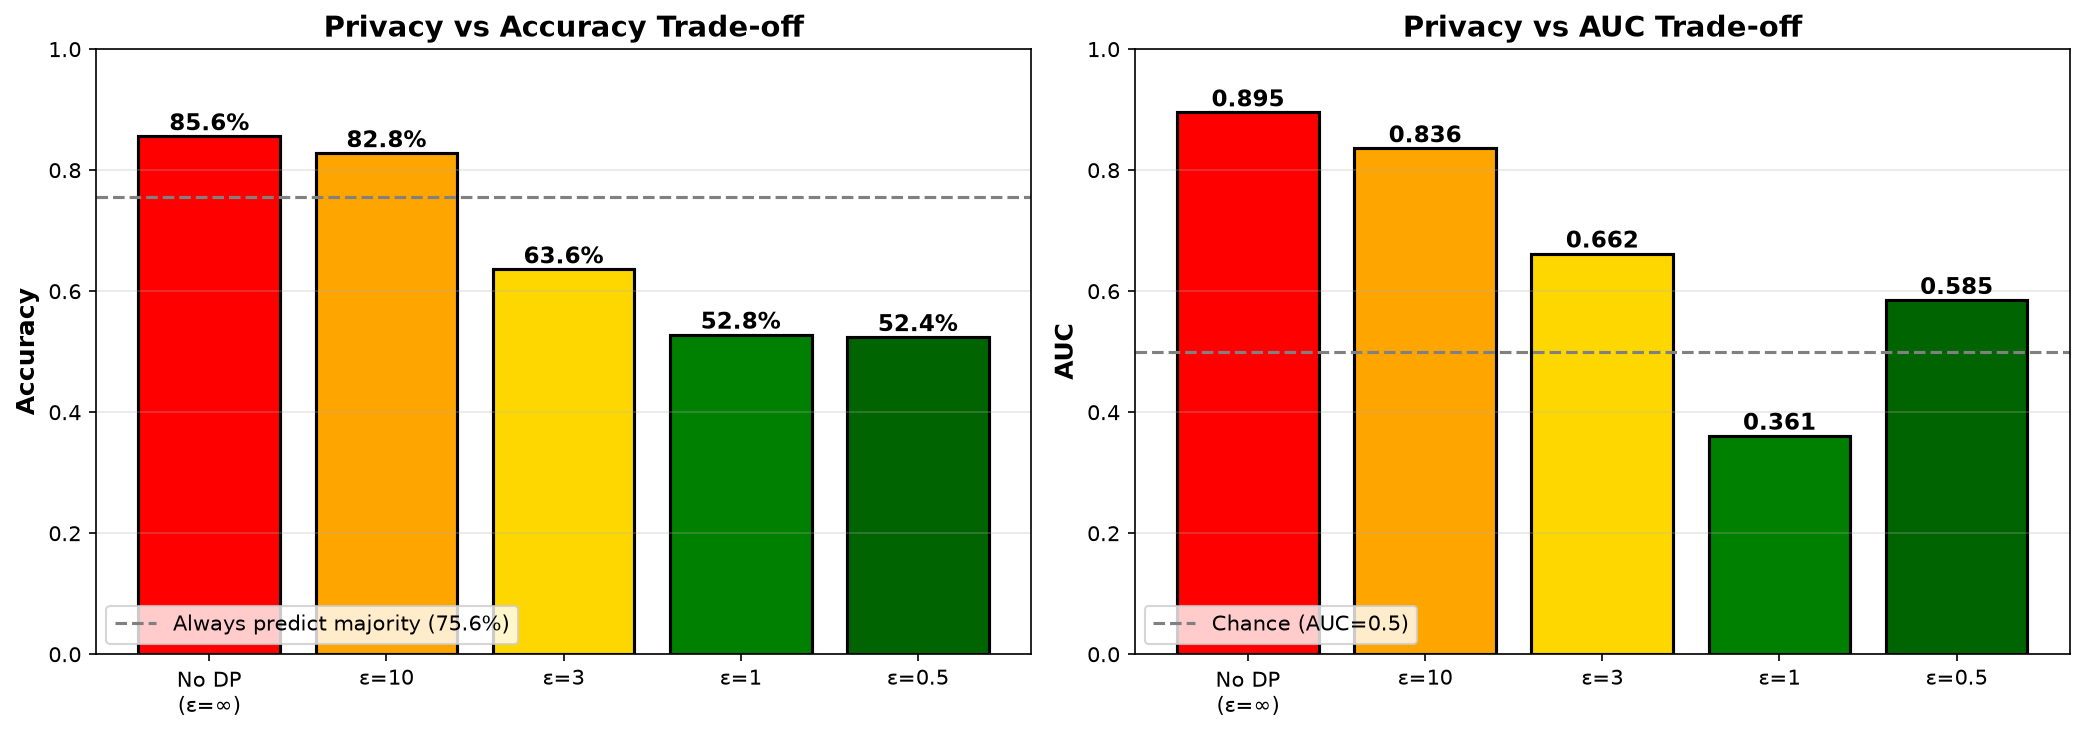 Privacy vs Accuracy Trade-off
Accuracy
1.0
0.8
0.6
0.4
0.2
0.0
85.6%
82.8%
63.6%
52.8%
52.4%
Always predict majority (75.6%)
No DP
(ε=∞)
ε=10
ε=3
ε=1
ε=0.5
Privacy vs AUC Trade-off
AUC
1.0
0.8
0.6
0.4
0.2
0.0
0.895
0.836
0.662
0.361
0.585
Chance (AUC=0.5)
No DP
(ε=∞)
ε=10
ε=3
ε=1
ε=0.5